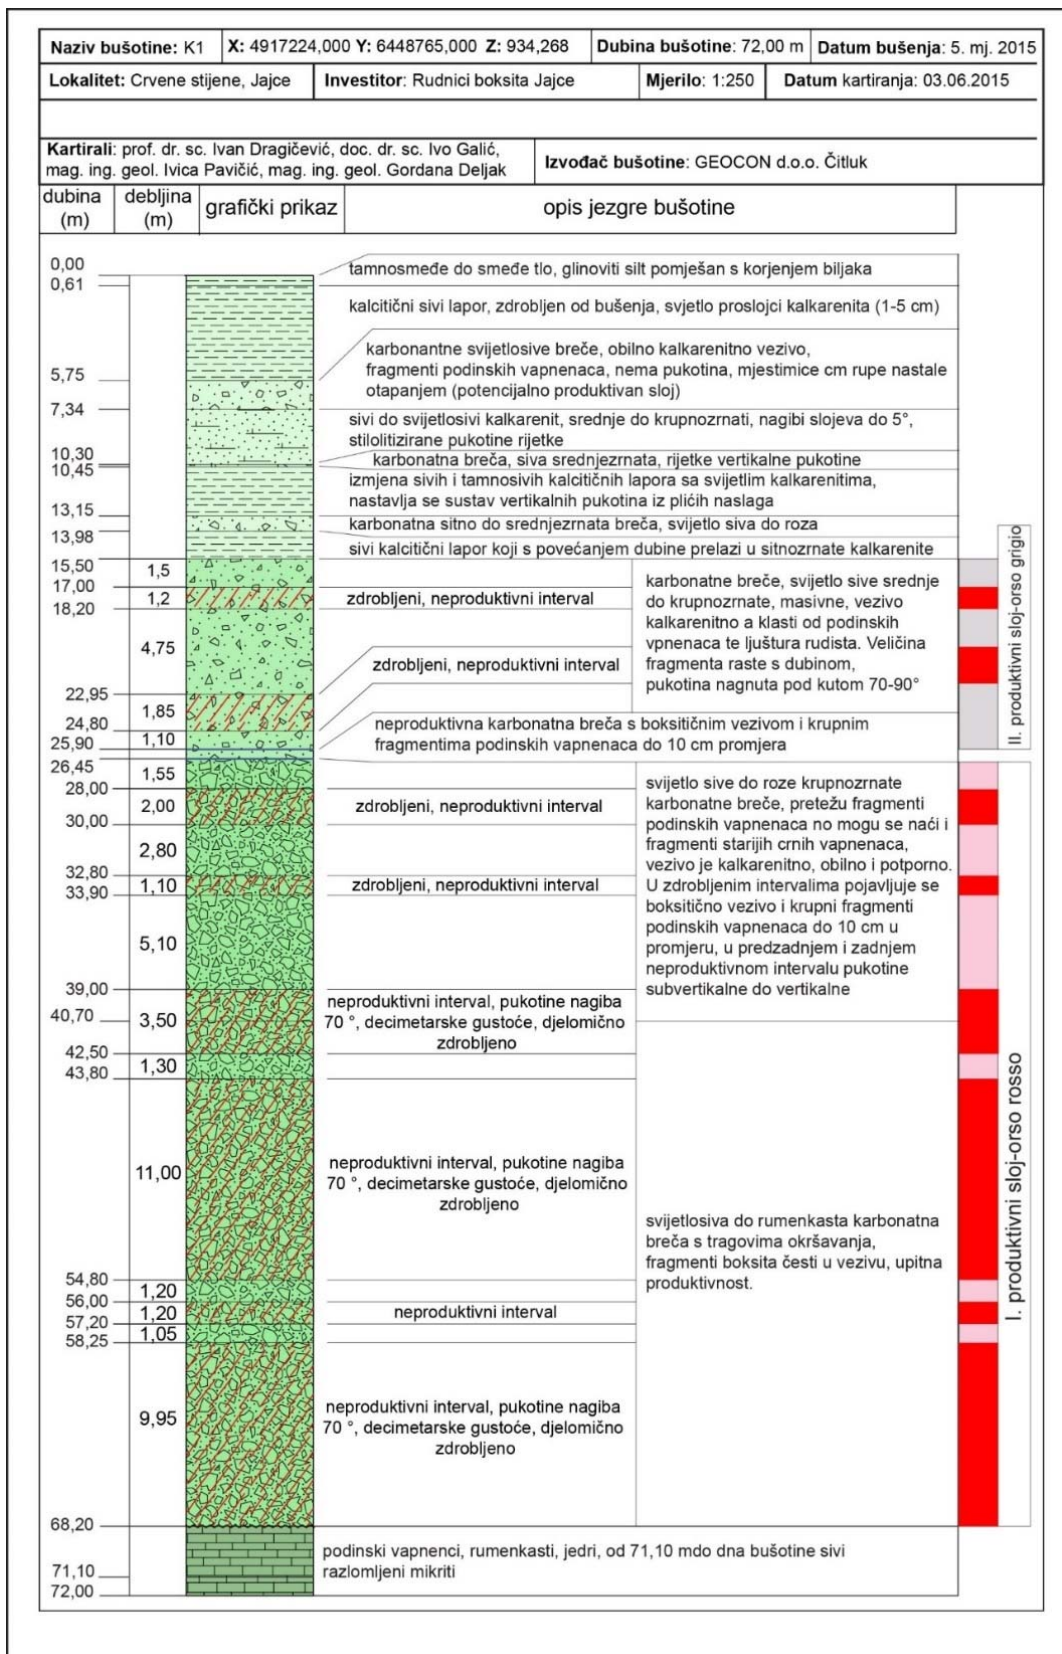 Naziv bušotine: K1 X: 4917224,000 Y: 6448765,000 Z: 934,268 Dubina bušotine: 72,00 m Datum bušenja: 5. mj. 2015
Lokalitet: Crvene stijene, Jajce Investitor: Rudnici boksita Jajce Mjerilo: 1:250 Datum kartiranja: 03.06.2015
Kartirali: prof. dr. sc. Ivan Dragičević, doc. dr. sc. Ivo Galić,
mag. ing. geol. Ivica Pavičić, mag. ing. geol. Gordana Deljak
Izvođač bušotine: GEOCON d.o.o. Čitluk
dubina
(m)
debljina
(m)
grafički prikaz
opis jezgre bušotine
0,00
tamnosmeđe do smeđe tlo, glinoviti silt pomješan s korjenjem biljaka
0,61
kalcitični sivi lapor, zdrobljen od bušenja, svjetlo proslojci kalkarenita (1-5 cm)
karbonantne svijetlosive breče, obilno kalkarenitno vezivo,
fragmenti podinskih vapnenaca, nema pukotina, mjestimice cm rupe nastale
otapanjem (potencijalno produktivan sloj)
5,75
7,34
sivi do svijetlosivi kalkarenit, srednje do krupnozrnati, nagibi slojeva do 5°,
stilolitizirane pukotine rijetke
10,30
karbonatna breča, siva srednjezrnata, rijetke vertikalne pukotine
10,45
izmjena sivih i tamnosivih kalcitičnih lapora sa svijetlim kalkarenitima,
nastavlja se sustav vertikalnih pukotina iz plićih naslaga
13,15
karbonatna sitno do srednjezrnata breča, svijetlo siva do roza
13,98
sivi kalcitični lapor koji s povećanjem dubine prelazi u sitnozrnate kalkarenite
15,50
1,5
17,00
1,2
zdrobljeni, neproduktivni interval
18,20
4,75
zdrobljeni, neproduktivni interval
karbonatne breče, svijetlo sive srednje
do krupnozrnate, masivne, vezivo
kalkarenitno a klasti od podinskih
vpnenaca te ljuštura rudista. Veličina
fragmenta raste s dubinom,
pukotina nagnuta pod kutom 70-90°
II. produktivni sloj-orso grigio
22,95
1,85
24,80
1,10
25,90
neproduktivna karbonatna breča s boksitičnim vezivom i krupnim
fragmentima podinskih vapnenaca do 10 cm promjera
26,45
1,55
28,00
2,00
zdrobljeni, neproduktivni interval
30,00
2,80
32,80
1,10
zdrobljeni, neproduktivni interval
33,90
5,10
svijetlo sive do roze krupnozrnate
karbonatne breče, pretežu fragmenti
podinskih vapnenaca no mogu se naći i
fragmenti starijih crnih vapnenaca,
vezivo je kalkarenitno, obilno i potporno.
U zdrobljenim intervalima pojavljuje se
boksitično vezivo i krupni fragmenti
podinskih vapnenaca do 10 cm u
promjeru, u predzadnjem i zadnjem
neproduktivnom intervalu pukotine
subvertikalne do vertikalne
39,00
40,70
3,50
neproduktivni interval, pukotine nagiba
70 °, decimetarske gustoće, djelomično
zdrobljeno
42,50
1,30
43,80
11,00
neproduktivni interval, pukotine nagiba
70 °, decimetarske gustoće, djelomično
zdrobljeno
svijetlosiva do rumenkasta karbonatna
breča s tragovima okršavanja,
fragmenti boksita česti u vezivu, upitna
produktivnost.
I. produktivni sloj-orso rosso
54,80
1,20
56,00
1,20
neproduktivni interval
57,20
1,05
58,25
9,95
neproduktivni interval, pukotine nagiba
70 °, decimetarske gustoće, djelomično
zdrobljeno
68,20
podinski vapnenci, rumenkasti, jedri, od 71,10 mdo dna bušotine sivi
razlomljeni mikriti
71,10
72,00